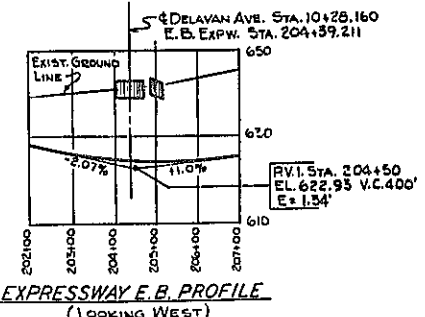 ℄ DELAVAN AVE. STA. 10+28.160
E.B. EXPW. STA. 204+39.211
650
EXIST. GROUND
LINE
630
-2.07%
+1.0%
P.V.I. STA. 204+50
EL. 622.93 V.C. 400'
E= 1.54'
610
202+00
203+00
204+00
205+00
206+00
207+00
EXPRESSWAY E.B. PROFILE
(LOOKING WEST)